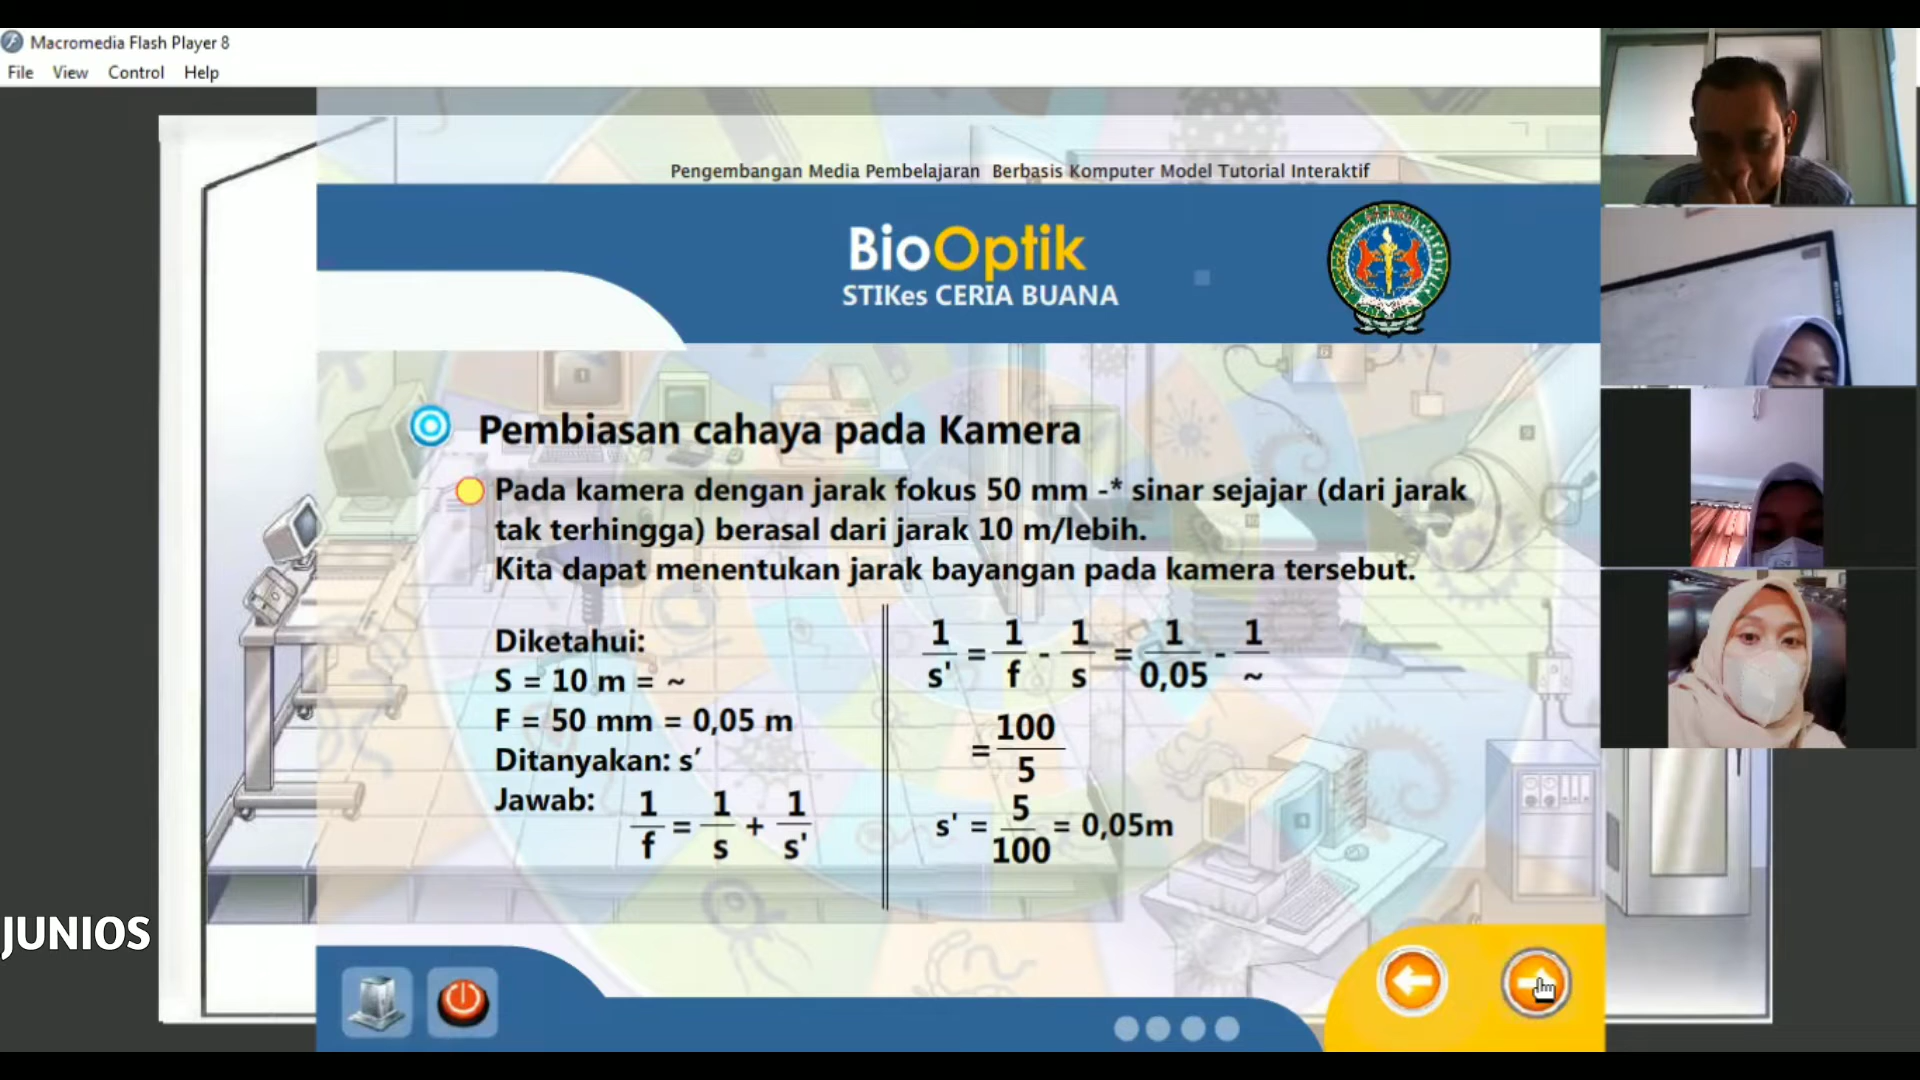 Macromedia Flash Player 8
File View Control Help
Pengembangan Media Pembelajaran Berbasis Komputer Model Tutorial Interaktif
BioOptik
STIKes CERIA BUANA
Pembiasan cahaya pada Kamera
Pada kamera dengan jarak fokus 50 mm -* sinar sejajar (dari jarak
tak terhingga) berasal dari jarak 10 m/lebih.
Kita dapat menentukan jarak bayangan pada kamera tersebut.
Diketahui:
S = 10 m = ~
F = 50 mm = 0,05 m
Ditanyakan: s′
Jawab: 1/f = 1/s + 1/s'
1/s' = 1/f - 1/s = 1/0,05 - 1/~
= 100/5
s' = 5/100 = 0,05m
JUNIOS